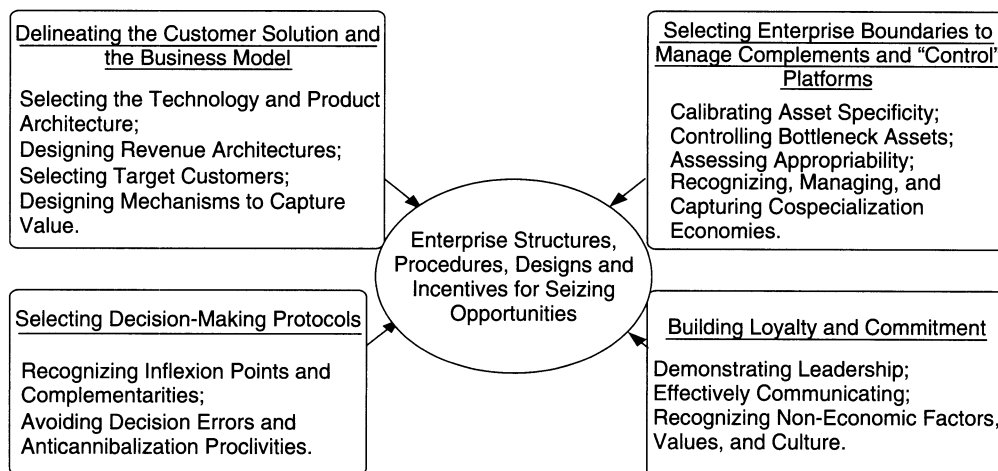 Delineating the Customer Solution and
the Business Model
Selecting the Technology and Product
Architecture;
Designing Revenue Architectures;
Selecting Target Customers;
Designing Mechanisms to Capture
Value.
Selecting Enterprise Boundaries to
Manage Complements and “Control”
Platforms
Calibrating Asset Specificity;
Controlling Bottleneck Assets;
Assessing Appropriability;
Recognizing, Managing, and
Capturing Cospecialization
Economies.
Enterprise Structures,
Procedures, Designs and
Incentives for Seizing
Opportunities
Selecting Decision-Making Protocols
Recognizing Inflexion Points and
Complementarities;
Avoiding Decision Errors and
Anticannibalization Proclivities.
Building Loyalty and Commitment
Demonstrating Leadership;
Effectively Communicating;
Recognizing Non-Economic Factors,
Values, and Culture.